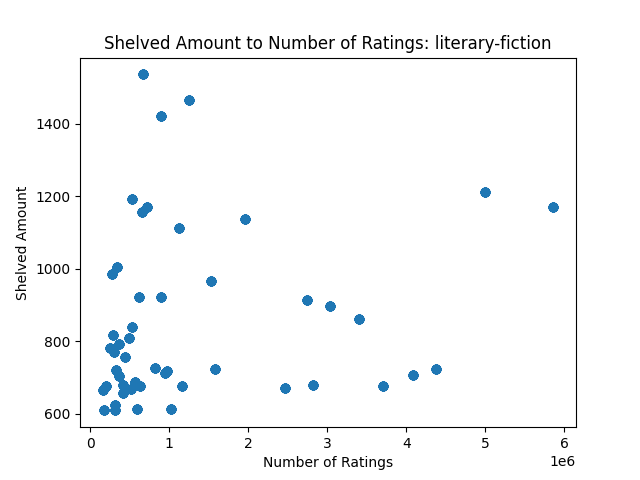 Shelved Amount to Number of Ratings: literary-fiction
1400
1200
1000
800
600
Shelved Amount
0 1 2 3 4 5 6
1e6
Number of Ratings